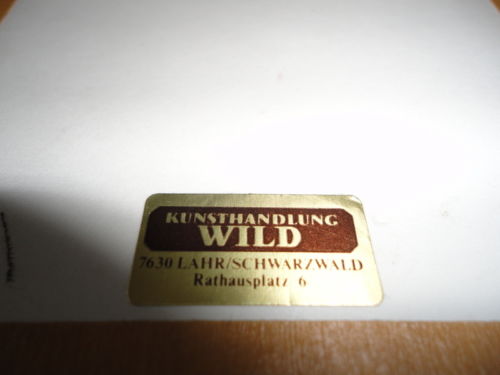 KUNSTHANDLUNG
WILD
7630 LAHR/SCHWARZWALD
Rathausplatz 6